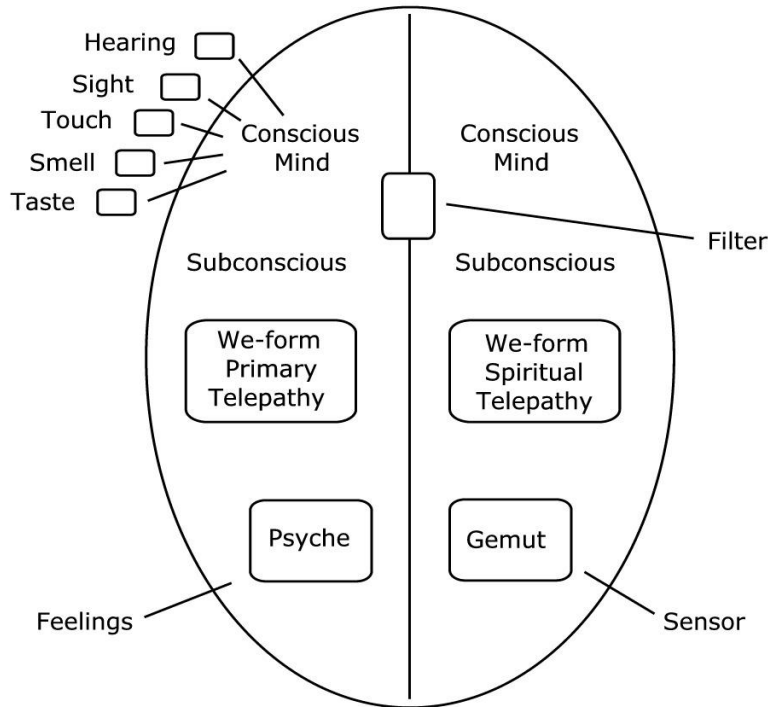 Hearing
Sight
Touch
Smell
Taste
Conscious
Mind
Conscious
Mind
Filter
Subconscious
Subconscious
We-form
Primary
Telepathy
We-form
Spiritual
Telepathy
Psyche
Gemut
Feelings
Sensor